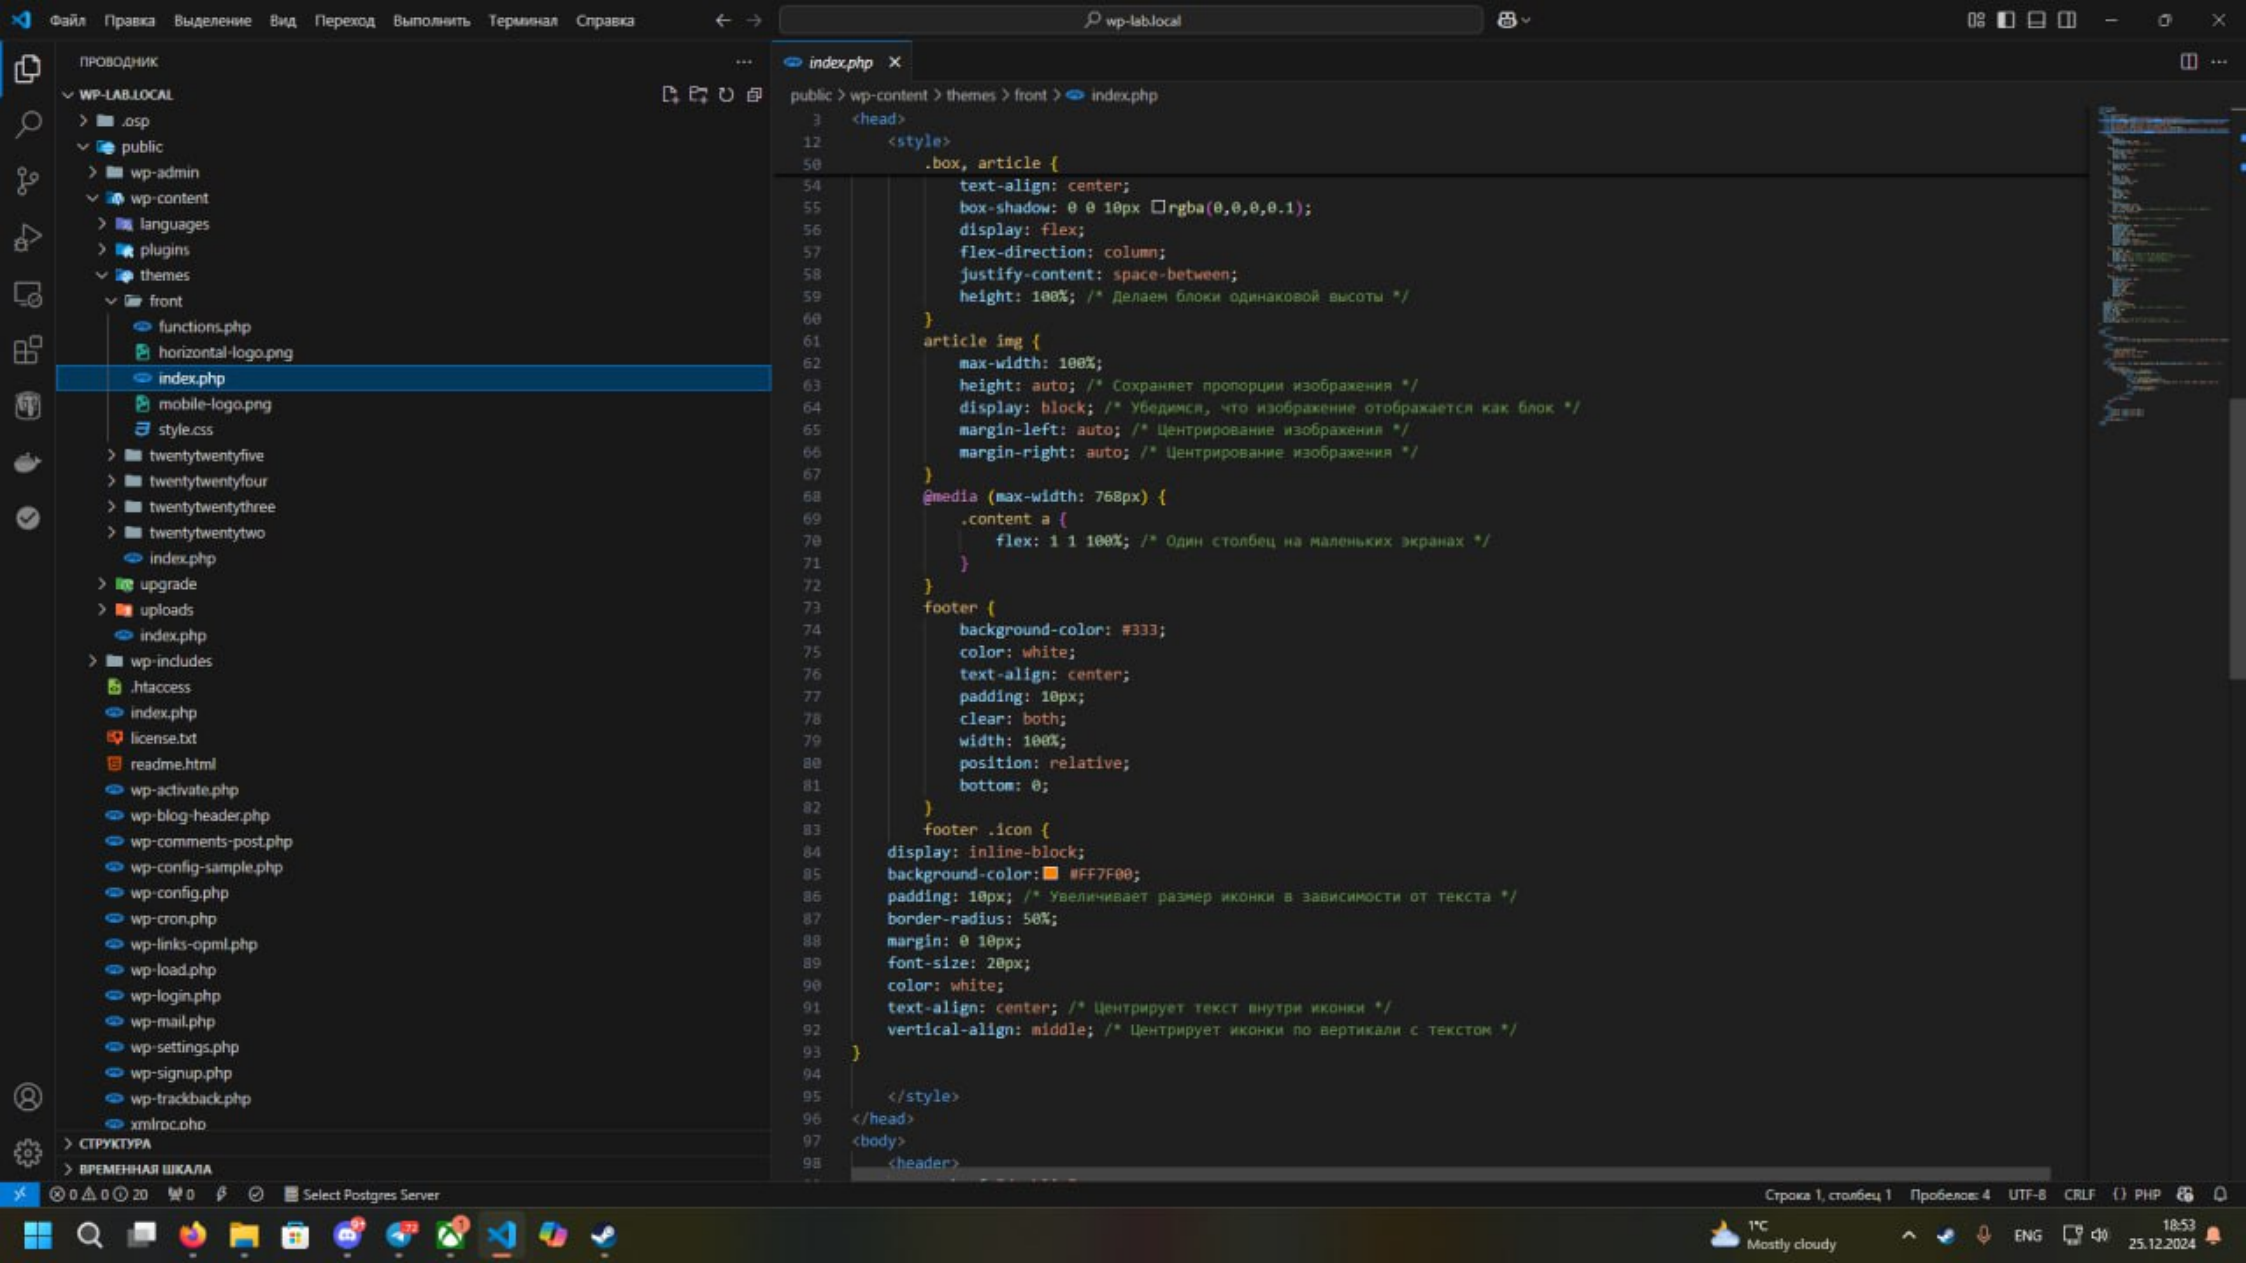 Файл Правка Выделение Вид Переход Выполнить Терминал Справка
wp-lab.local
ПРОВОДНИК
WP-LAB.LOCAL
.osp
public
wp-admin
wp-content
languages
plugins
themes
front
functions.php
horizontal-logo.png
index.php
mobile-logo.png
style.css
twentytwentyfive
twentytwentyfour
twentytwentythree
twentytwentytwo
index.php
upgrade
uploads
index.php
wp-includes
.htaccess
index.php
license.txt
readme.html
wp-activate.php
wp-blog-header.php
wp-comments-post.php
wp-config-sample.php
wp-config.php
wp-cron.php
wp-links-opml.php
wp-load.php
wp-login.php
wp-mail.php
wp-settings.php
wp-signup.php
wp-trackback.php
xmlrpc.php
СТРУКТУРА
ВРЕМЕННАЯ ШКАЛА
index.php
public > wp-content > themes > front > index.php
3 <head>
12 <style>
50 .box, article {
54 text-align: center;
55 box-shadow: 0 0 10px rgba(0,0,0,0.1);
56 display: flex;
57 flex-direction: column;
58 justify-content: space-between;
59 height: 100%; /* Делаем блоки одинаковой высоты */
60 }
61 article img {
62 max-width: 100%;
63 height: auto; /* Сохраняет пропорции изображения */
64 display: block; /* Убедимся, что изображение отображается как блок */
65 margin-left: auto; /* Центрирование изображения */
66 margin-right: auto; /* Центрирование изображения */
67 }
68 @media (max-width: 768px) {
69 .content a {
70 flex: 1 1 100%; /* Один столбец на маленьких экранах */
71 }
72 }
73 footer {
74 background-color: #333;
75 color: white;
76 text-align: center;
77 padding: 10px;
78 clear: both;
79 width: 100%;
80 position: relative;
81 bottom: 0;
82 }
83 footer .icon {
84 display: inline-block;
85 background-color: #FF7F00;
86 padding: 10px; /* Увеличивает размер иконки в зависимости от текста */
87 border-radius: 50%;
88 margin: 0 10px;
89 font-size: 20px;
90 color: white;
91 text-align: center; /* Центрирует текст внутри иконки */
92 vertical-align: middle; /* Центрирует иконки по вертикали с текстом */
93 }
94
95 </style>
96 </head>
97 <body>
98 <header>
0 0 20 0 Select Postgres Server
Строка 1, столбец 1 Пробелов: 4 UTF-8 CRLF {} PHP
9+ 72 1
1°C
Mostly cloudy
ENG
18:53
25.12.2024